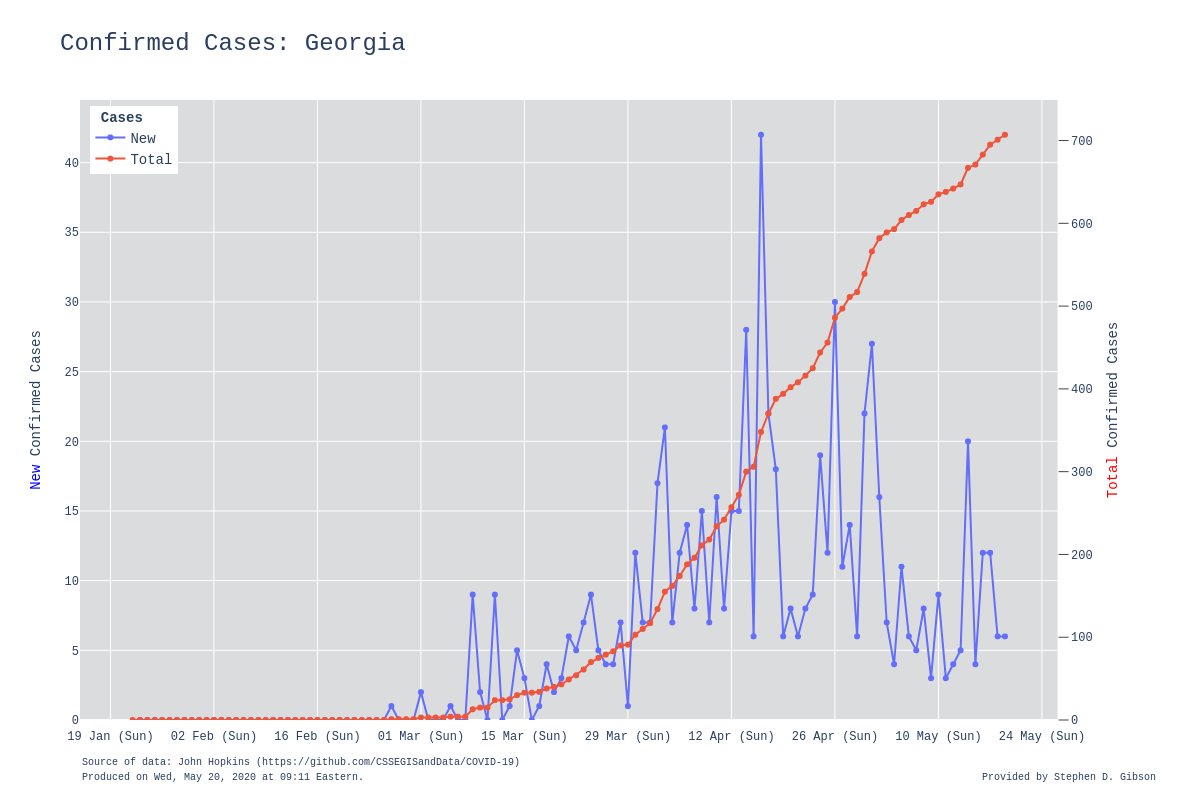 Confirmed Cases: Georgia
Cases
New
Total
40
35
30
25
20
15
10
5
0
New Confirmed Cases
700
600
500
400
300
200
100
0
Total Confirmed Cases
19 Jan (Sun) 02 Feb (Sun) 16 Feb (Sun) 01 Mar (Sun) 15 Mar (Sun) 29 Mar (Sun) 12 Apr (Sun) 26 Apr (Sun) 10 May (Sun) 24 May (Sun)
Source of data: John Hopkins (https://github.com/CSSEGISandData/COVID-19)
Produced on Wed, May 20, 2020 at 09:11 Eastern.
Provided by Stephen D. Gibson